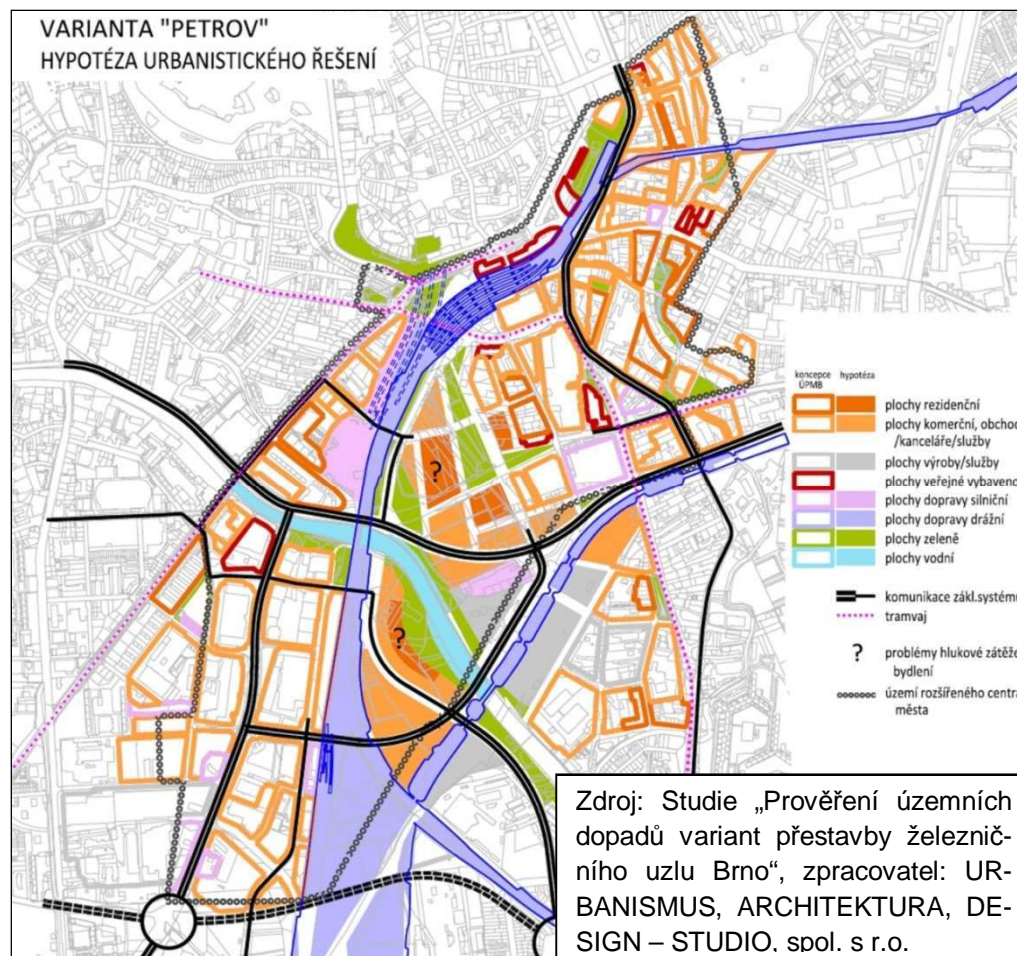 VARIANTA "PETROV"
HYPOTÉZA URBANISTICKÉHO ŘEŠENÍ
koncepce hypotéza
ÚPMB
plochy rezidenční
plochy komerční, obchod
/kanceláře/služby
plochy výroby/služby
plochy veřejné vybaveno
plochy dopravy silniční
plochy dopravy drážní
plochy zeleně
plochy vodní
komunikace zákl.systému
tramvaj
? problémy hlukové zátěže
bydlení
území rozšířeného centra
města
?
?
Zdroj: Studie „Prověření územních
dopadů variant přestavby železnič-
ního uzlu Brno“, zpracovatel: UR-
BANISMUS, ARCHITEKTURA, DE-
SIGN – STUDIO, spol. s r.o.